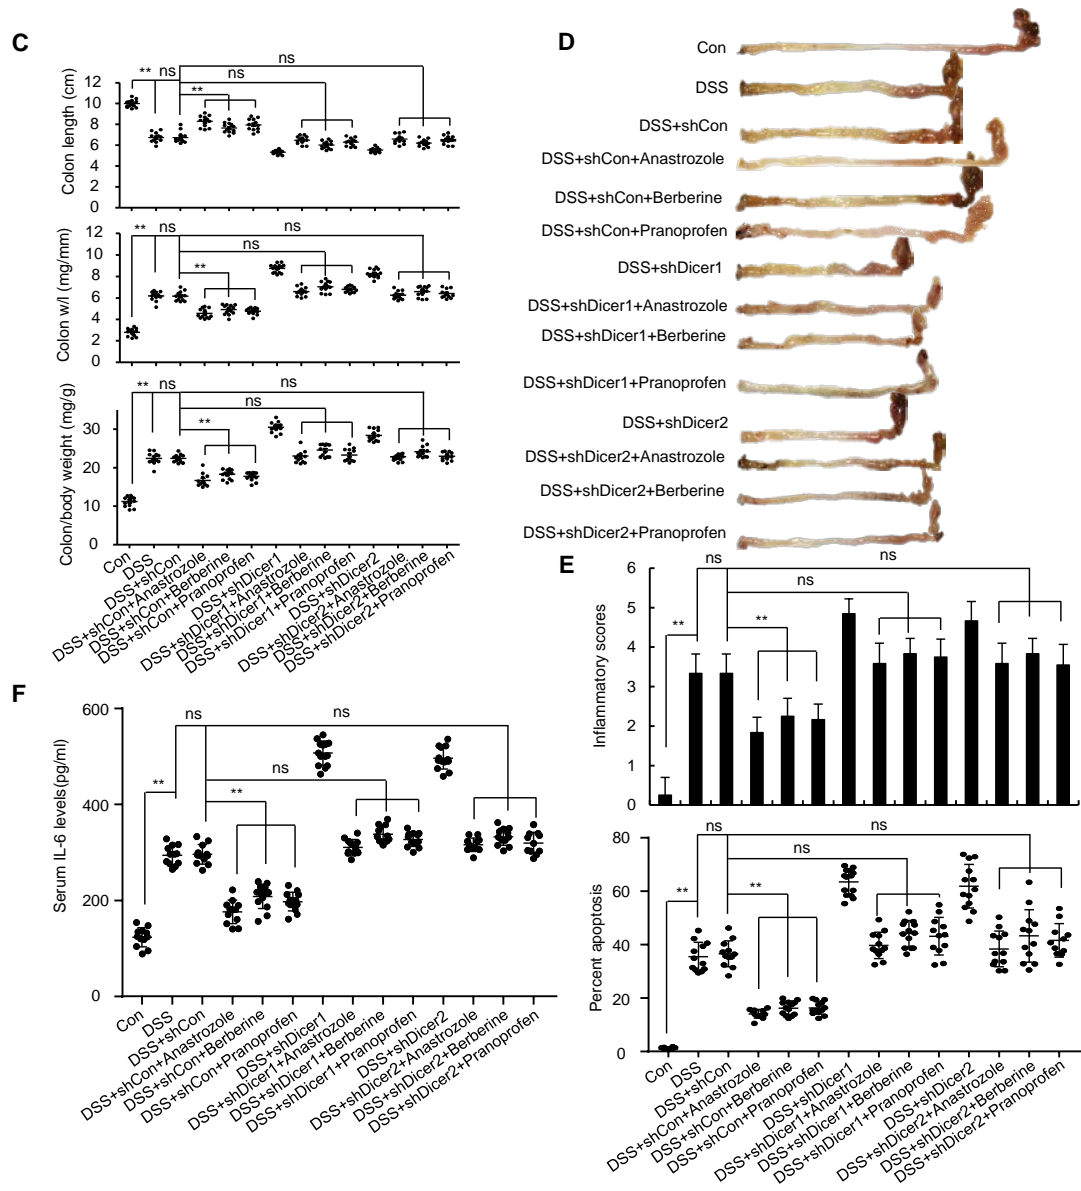 C
Colon length (cm)
12
10
8
6
4
2
0
** ns
ns
ns
**
Colon w/l (mg/mm)
12
10
8
6
4
2
0
** ns
ns
ns
**
Colon/body weight (mg/g)
30
20
10
0
** ns
ns
ns
**
Con
DSS
DSS+shCon
DSS+shCon+Anastrozole
DSS+shCon+Berberine
DSS+shCon+Pranoprofen
DSS+shDicer1
DSS+shDicer1+Anastrozole
DSS+shDicer1+Berberine
DSS+shDicer1+Pranoprofen
DSS+shDicer2
DSS+shDicer2+Anastrozole
DSS+shDicer2+Berberine
DSS+shDicer2+Pranoprofen
D
Con
DSS
DSS+shCon
DSS+shCon+Anastrozole
DSS+shCon+Berberine
DSS+shCon+Pranoprofen
DSS+shDicer1
DSS+shDicer1+Anastrozole
DSS+shDicer1+Berberine
DSS+shDicer1+Pranoprofen
DSS+shDicer2
DSS+shDicer2+Anastrozole
DSS+shDicer2+Berberine
DSS+shDicer2+Pranoprofen
E
Inflammatory scores
6
5
4
3
2
1
0
**
ns
ns
ns
**
Percent apoptosis
80
60
40
20
0
**
ns
ns
ns
**
Con
DSS
DSS+shCon
DSS+shCon+Anastrozole
DSS+shCon+Berberine
DSS+shCon+Pranoprofen
DSS+shDicer1
DSS+shDicer1+Anastrozole
DSS+shDicer1+Berberine
DSS+shDicer1+Pranoprofen
DSS+shDicer2
DSS+shDicer2+Anastrozole
DSS+shDicer2+Berberine
DSS+shDicer2+Pranoprofen
F
Serum IL-6 levels(pg/ml)
600
400
200
0
**
ns
ns
ns
**
Con
DSS
DSS+shCon
DSS+shCon+Anastrozole
DSS+shCon+Berberine
DSS+shCon+Pranoprofen
DSS+shDicer1
DSS+shDicer1+Anastrozole
DSS+shDicer1+Berberine
DSS+shDicer1+Pranoprofen
DSS+shDicer2
DSS+shDicer2+Anastrozole
DSS+shDicer2+Berberine
DSS+shDicer2+Pranoprofen